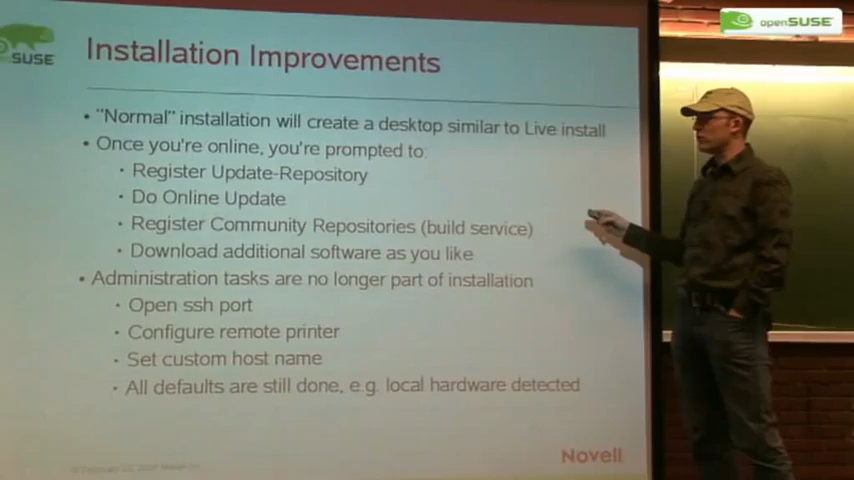 openSUSE
SUSE
Installation Improvements
• "Normal" installation will create a desktop similar to Live install
• Once you're online, you're prompted to:
• Register Update-Repository
• Do Online Update
• Register Community Repositories (build service)
• Download additional software as you like
• Administration tasks are no longer part of installation
• Open ssh port
• Configure remote printer
• Set custom host name
• All defaults are still done, e.g. local hardware detected
Novell